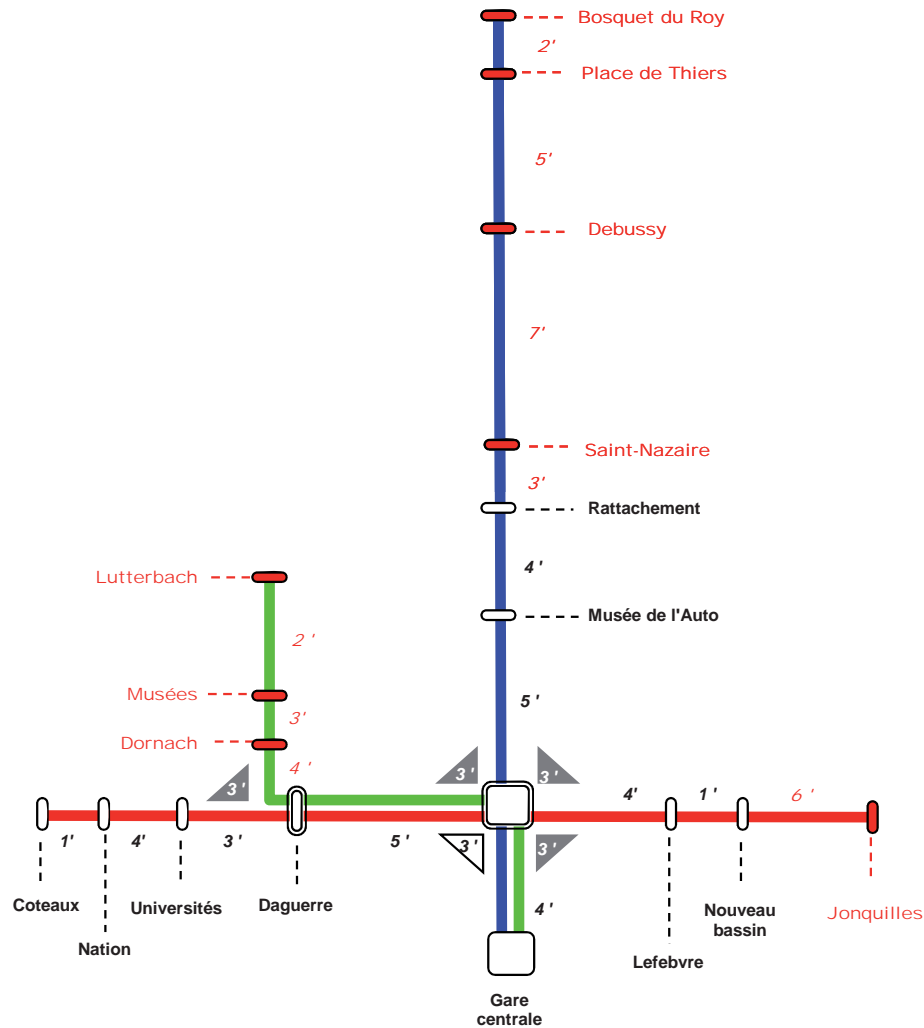 Bosquet du Roy
2'
Place de Thiers
5'
Debussy
7'
Saint-Nazaire
3'
Rattachement
4'
Musée de l'Auto
5'
Lutterbach
2 '
Musées
3'
Dornach
4 '
3 '
3 '
3 '
3 '
3 '
1'
4'
3 '
5 '
4'
1 '
6 '
4 '
Coteaux
Nation
Universités
Daguerre
Gare
centrale
Lefebvre
Nouveau
bassin
Jonquilles